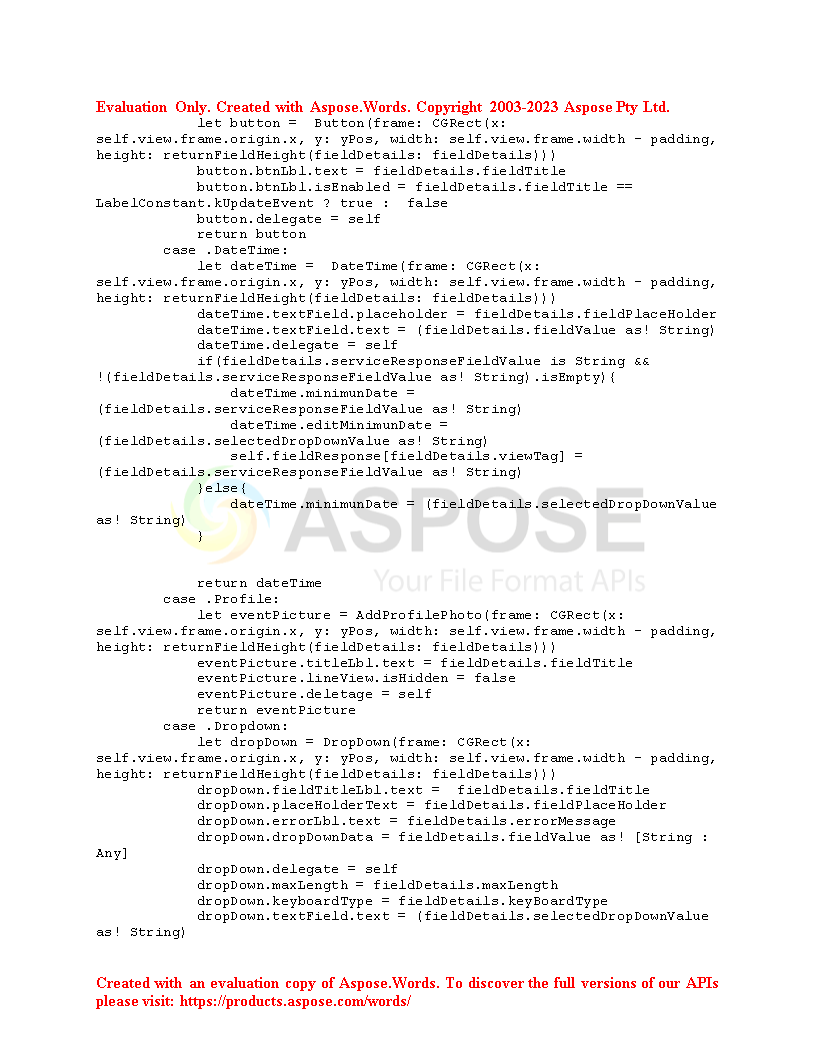 Evaluation Only. Created with Aspose.Words. Copyright 2003-2023 Aspose Pty Ltd.
            let button =  Button(frame: CGRect(x:
self.view.frame.origin.x, y: yPos, width: self.view.frame.width - padding,
height: returnFieldHeight(fieldDetails: fieldDetails)))
            button.btnLbl.text = fieldDetails.fieldTitle
            button.btnLbl.isEnabled = fieldDetails.fieldTitle ==
LabelConstant.kUpdateEvent ? true :  false
            button.delegate = self
            return button
        case .DateTime:
            let dateTime =  DateTime(frame: CGRect(x:
self.view.frame.origin.x, y: yPos, width: self.view.frame.width - padding,
height: returnFieldHeight(fieldDetails: fieldDetails)))
            dateTime.textField.placeholder = fieldDetails.fieldPlaceHolder
            dateTime.textField.text = (fieldDetails.fieldValue as! String)
            dateTime.delegate = self
            if(fieldDetails.serviceResponseFieldValue is String &&
!(fieldDetails.serviceResponseFieldValue as! String).isEmpty){
                dateTime.minimunDate =
(fieldDetails.serviceResponseFieldValue as! String)
                dateTime.editMinimunDate =
(fieldDetails.selectedDropDownValue as! String)
                self.fieldResponse[fieldDetails.viewTag] =
(fieldDetails.serviceResponseFieldValue as! String)
            }else{
                dateTime.minimunDate = (fieldDetails.selectedDropDownValue
as! String)
            }
ASPOSE
Your File Format APIs
            return dateTime
        case .Profile:
            let eventPicture = AddProfilePhoto(frame: CGRect(x:
self.view.frame.origin.x, y: yPos, width: self.view.frame.width - padding,
height: returnFieldHeight(fieldDetails: fieldDetails)))
            eventPicture.titleLbl.text = fieldDetails.fieldTitle
            eventPicture.lineView.isHidden = false
            eventPicture.deletage = self
            return eventPicture
        case .Dropdown:
            let dropDown = DropDown(frame: CGRect(x:
self.view.frame.origin.x, y: yPos, width: self.view.frame.width - padding,
height: returnFieldHeight(fieldDetails: fieldDetails)))
            dropDown.fieldTitleLbl.text =  fieldDetails.fieldTitle
            dropDown.placeHolderText = fieldDetails.fieldPlaceHolder
            dropDown.errorLbl.text = fieldDetails.errorMessage
            dropDown.dropDownData = fieldDetails.fieldValue as! [String :
Any]
            dropDown.delegate = self
            dropDown.maxLength = fieldDetails.maxLength
            dropDown.keyboardType = fieldDetails.keyBoardType
            dropDown.textField.text = (fieldDetails.selectedDropDownValue
as! String)
Created with an evaluation copy of Aspose.Words. To discover the full versions of our APIs
please visit: https://products.aspose.com/words/